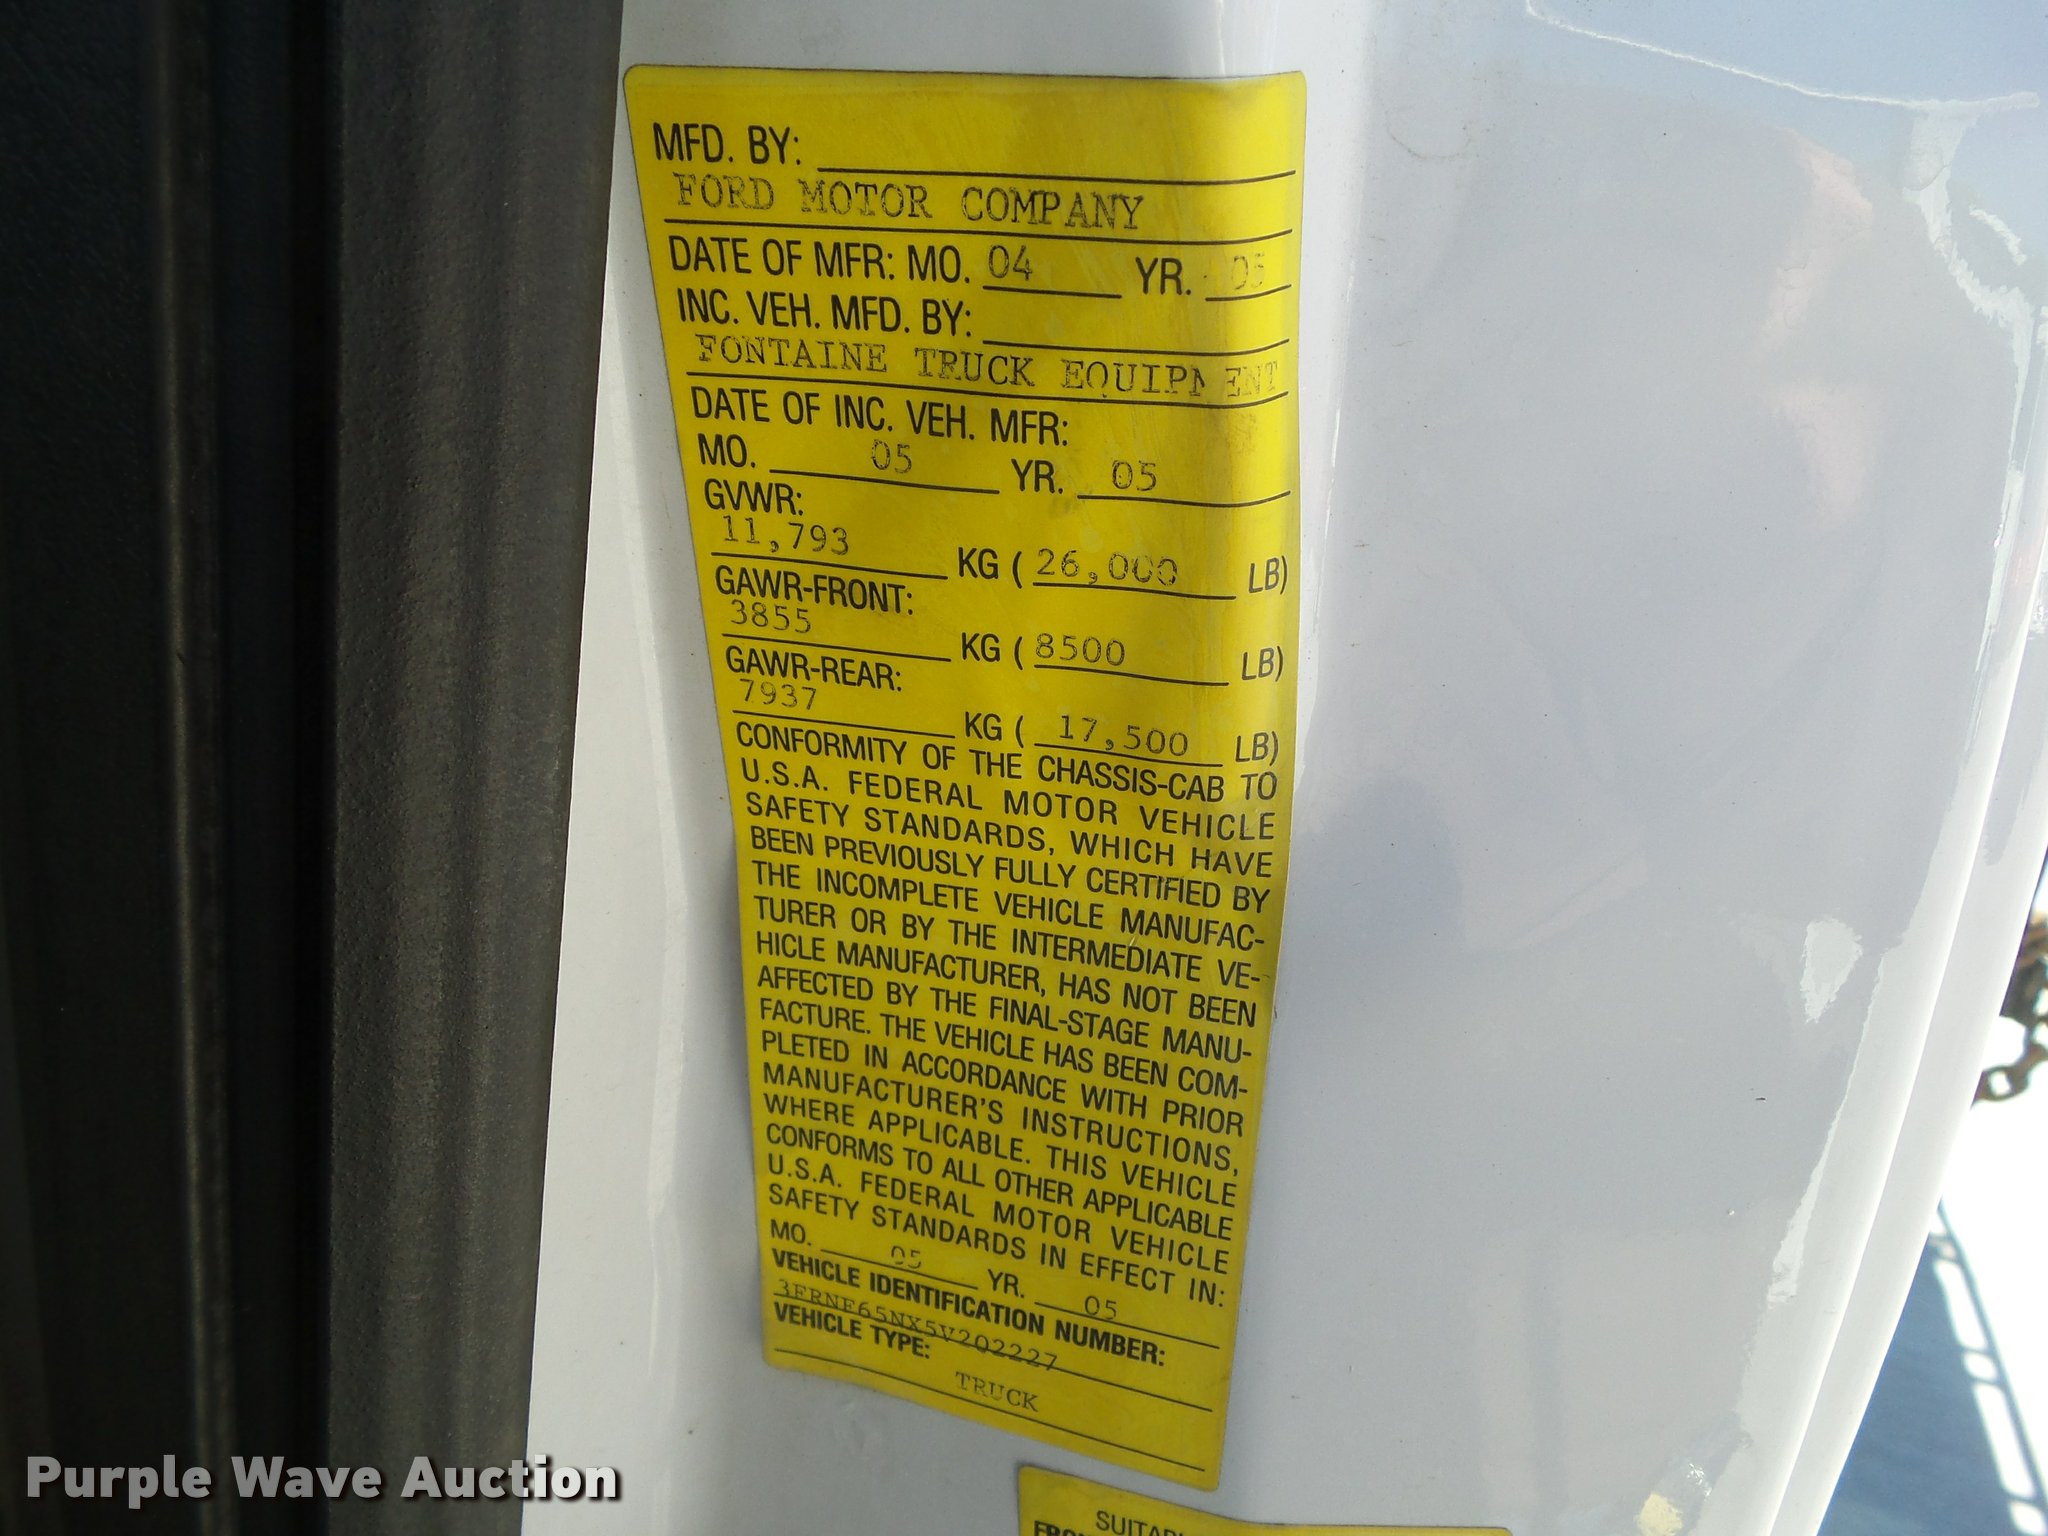 MFD. BY:
FORD MOTOR COMPANY
DATE OF MFR: MO. 04 YR. 05
INC. VEH. MFD. BY:
FONTAINE TRUCK EQUIPMENT
DATE OF INC. VEH. MFR:
MO. 05 YR. 05
GVWR:
11,793 KG ( 26,000 LB)
GAWR-FRONT:
3855 KG ( 8500 LB)
GAWR-REAR:
7937 KG ( 17,500 LB)
CONFORMITY OF THE CHASSIS-CAB TO
U.S.A. FEDERAL MOTOR VEHICLE
SAFETY STANDARDS, WHICH HAVE
BEEN PREVIOUSLY FULLY CERTIFIED BY
THE INCOMPLETE VEHICLE MANUFAC-
TURER OR BY THE INTERMEDIATE VE-
HICLE MANUFACTURER, HAS NOT BEEN
AFFECTED BY THE FINAL-STAGE MANU-
FACTURE. THE VEHICLE HAS BEEN COM-
PLETED IN ACCORDANCE WITH PRIOR
MANUFACTURER'S INSTRUCTIONS,
WHERE APPLICABLE. THIS VEHICLE
CONFORMS TO ALL OTHER APPLICABLE
U.S.A. FEDERAL MOTOR VEHICLE
SAFETY STANDARDS IN EFFECT IN:
MO. 05 YR. 05
VEHICLE IDENTIFICATION NUMBER:
3FRNF65NX5V202227
VEHICLE TYPE:
TRUCK
Purple Wave Auction